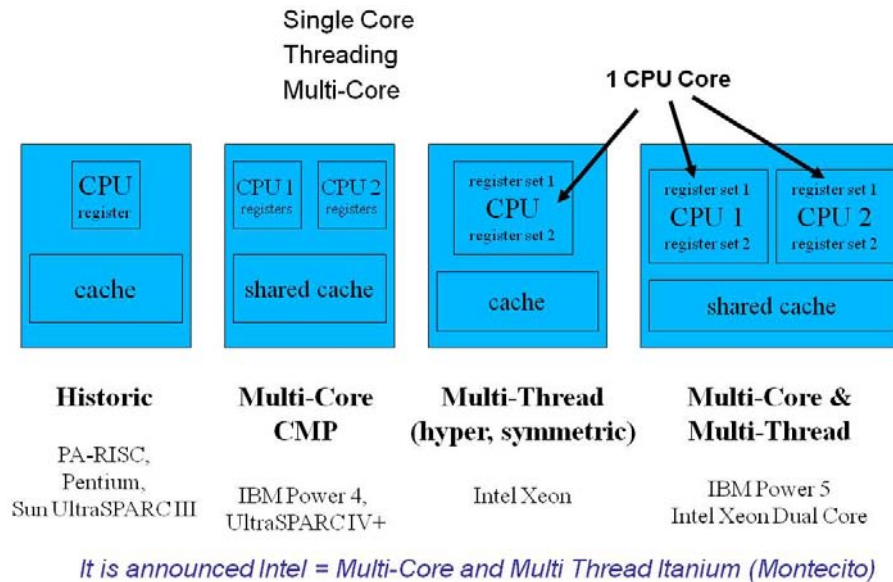 Single Core
Threading
Multi-Core
1 CPU Core
CPU
register
cache
CPU 1
registers
CPU 2
registers
shared cache
register set 1
CPU
register set 2
cache
register set 1
CPU 1
register set 2
register set 1
CPU 2
register set 2
shared cache
Historic
PA-RISC,
Pentium,
Sun UltraSPARC III
Multi-Core
CMP
IBM Power 4,
UltraSPARC IV+
Multi-Thread
(hyper, symmetric)
Intel Xeon
Multi-Core &
Multi-Thread
IBM Power 5
Intel Xeon Dual Core
It is announced Intel = Multi-Core and Multi Thread Itanium (Montecito)